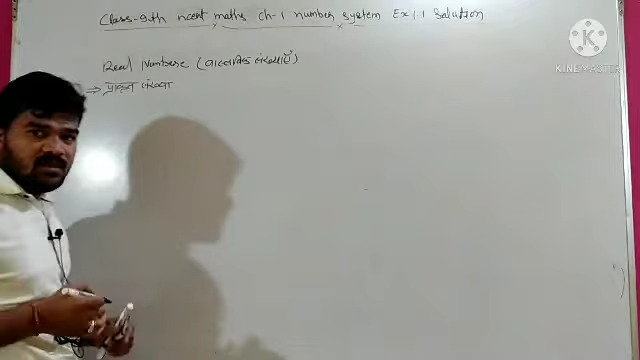 Class-9th ncert maths ch-1 number system Ex 1.1 Solution
Real Numbers (वास्तविक संख्याएँ)
→ प्राकृत संख्या
KINEMASTER